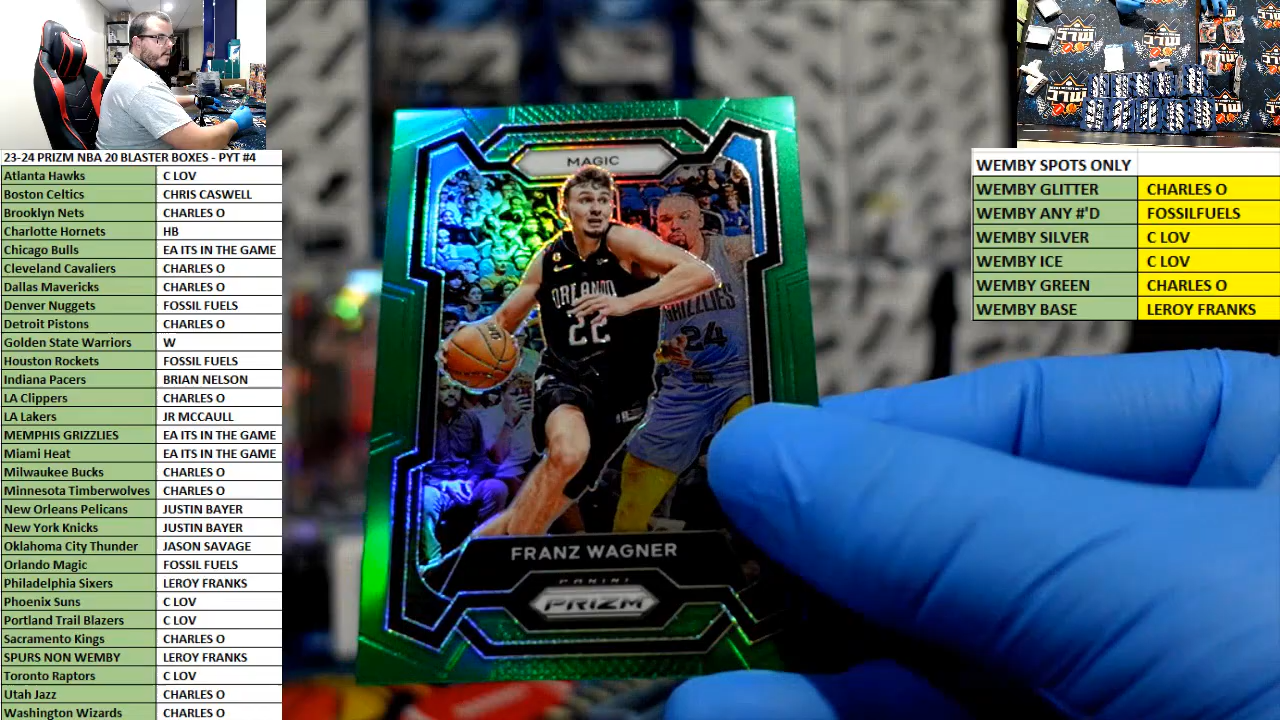 23-24 PRIZM NBA 20 BLASTER BOXES - PYT #4
Atlanta Hawks C LOV
Boston Celtics CHRIS CASWELL
Brooklyn Nets CHARLES O
Charlotte Hornets HB
Chicago Bulls EA ITS IN THE GAME
Cleveland Cavaliers CHARLES O
Dallas Mavericks CHARLES O
Denver Nuggets FOSSIL FUELS
Detroit Pistons CHARLES O
Golden State Warriors W
Houston Rockets FOSSIL FUELS
Indiana Pacers BRIAN NELSON
LA Clippers CHARLES O
LA Lakers JR MCCAULL
MEMPHIS GRIZZLIES EA ITS IN THE GAME
Miami Heat EA ITS IN THE GAME
Milwaukee Bucks CHARLES O
Minnesota Timberwolves CHARLES O
New Orleans Pelicans JUSTIN BAYER
New York Knicks JUSTIN BAYER
Oklahoma City Thunder JASON SAVAGE
Orlando Magic FOSSIL FUELS
Philadelphia Sixers LEROY FRANKS
Phoenix Suns C LOV
Portland Trail Blazers C LOV
Sacramento Kings CHARLES O
SPURS NON WEMBY LEROY FRANKS
Toronto Raptors C LOV
Utah Jazz CHARLES O
Washington Wizards CHARLES O
MAGIC
ORLANDO
22
GRIZZLIES
24
FRANZ WAGNER
PANINI
PRIZM
WEMBY SPOTS ONLY
WEMBY GLITTER CHARLES O
WEMBY ANY #'D FOSSILFUELS
WEMBY SILVER C LOV
WEMBY ICE C LOV
WEMBY GREEN CHARLES O
WEMBY BASE LEROY FRANKS